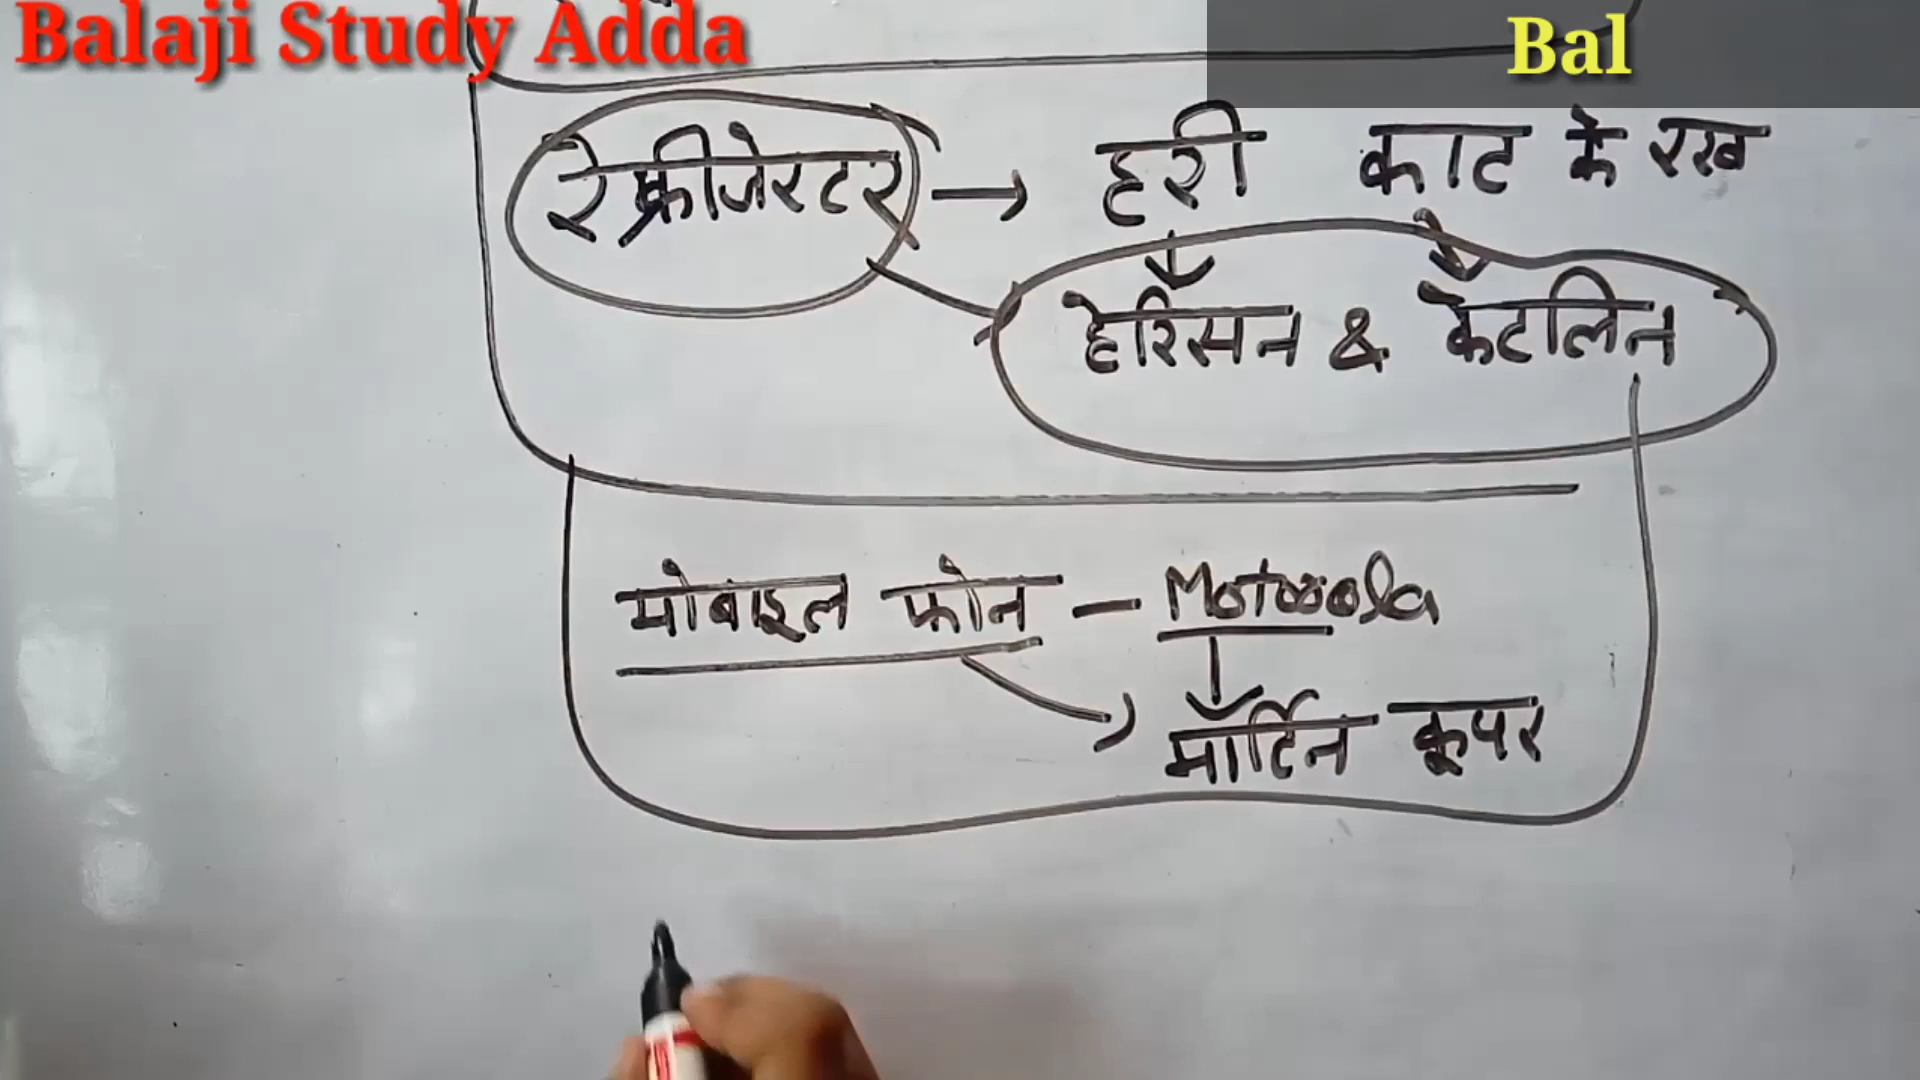 Balaji Study Adda
Bal
रेफ्रीजेरटर → हरी काट के रख
हेरिसन & कैटलिन
मोबाइल फोन – Motorola
मार्टिन कूपर